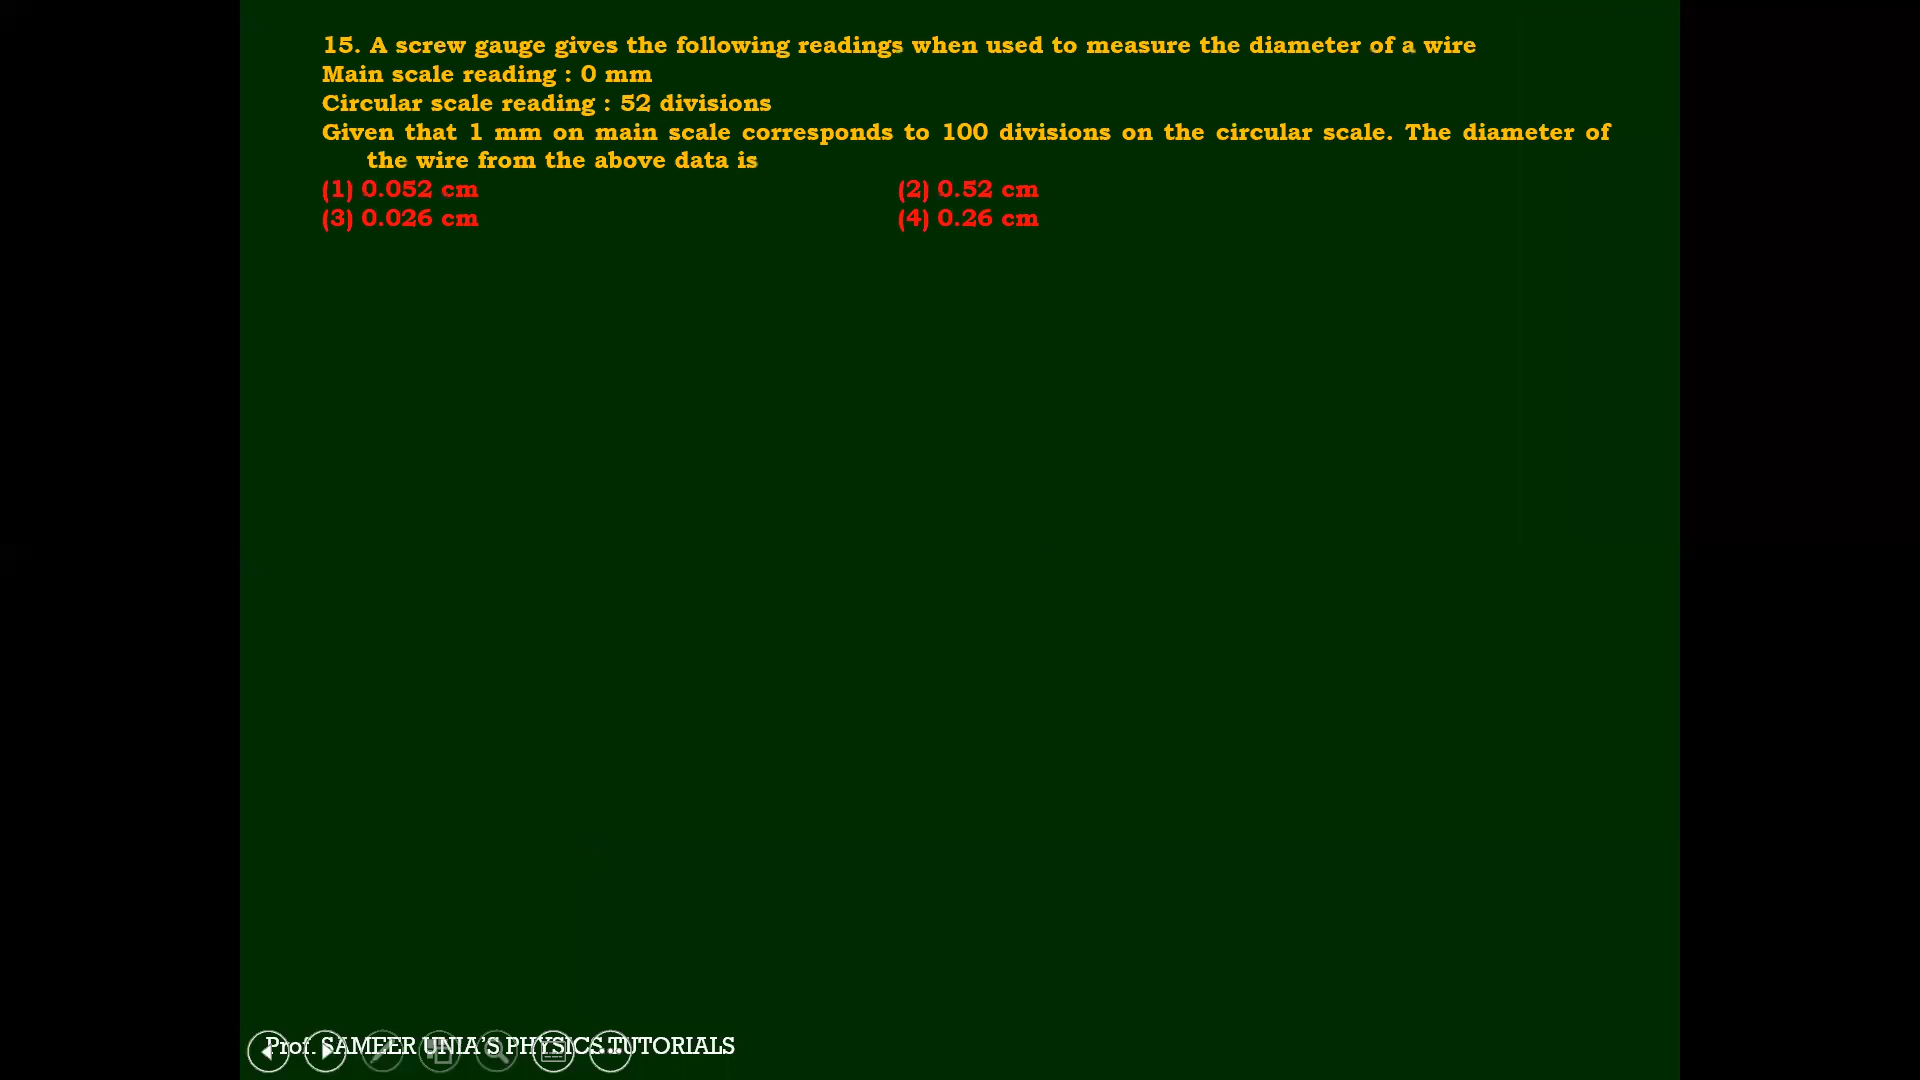 15. A screw gauge gives the following readings when used to measure the diameter of a wire
Main scale reading : 0 mm
Circular scale reading : 52 divisions
Given that 1 mm on main scale corresponds to 100 divisions on the circular scale. The diameter of
the wire from the above data is
(1) 0.052 cm (2) 0.52 cm
(3) 0.026 cm (4) 0.26 cm
Prof. SAMEER UNIA'S PHYSICS TUTORIALS